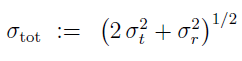 σ_tot := (2 σ_t^2 + σ_r^2)^{1/2}